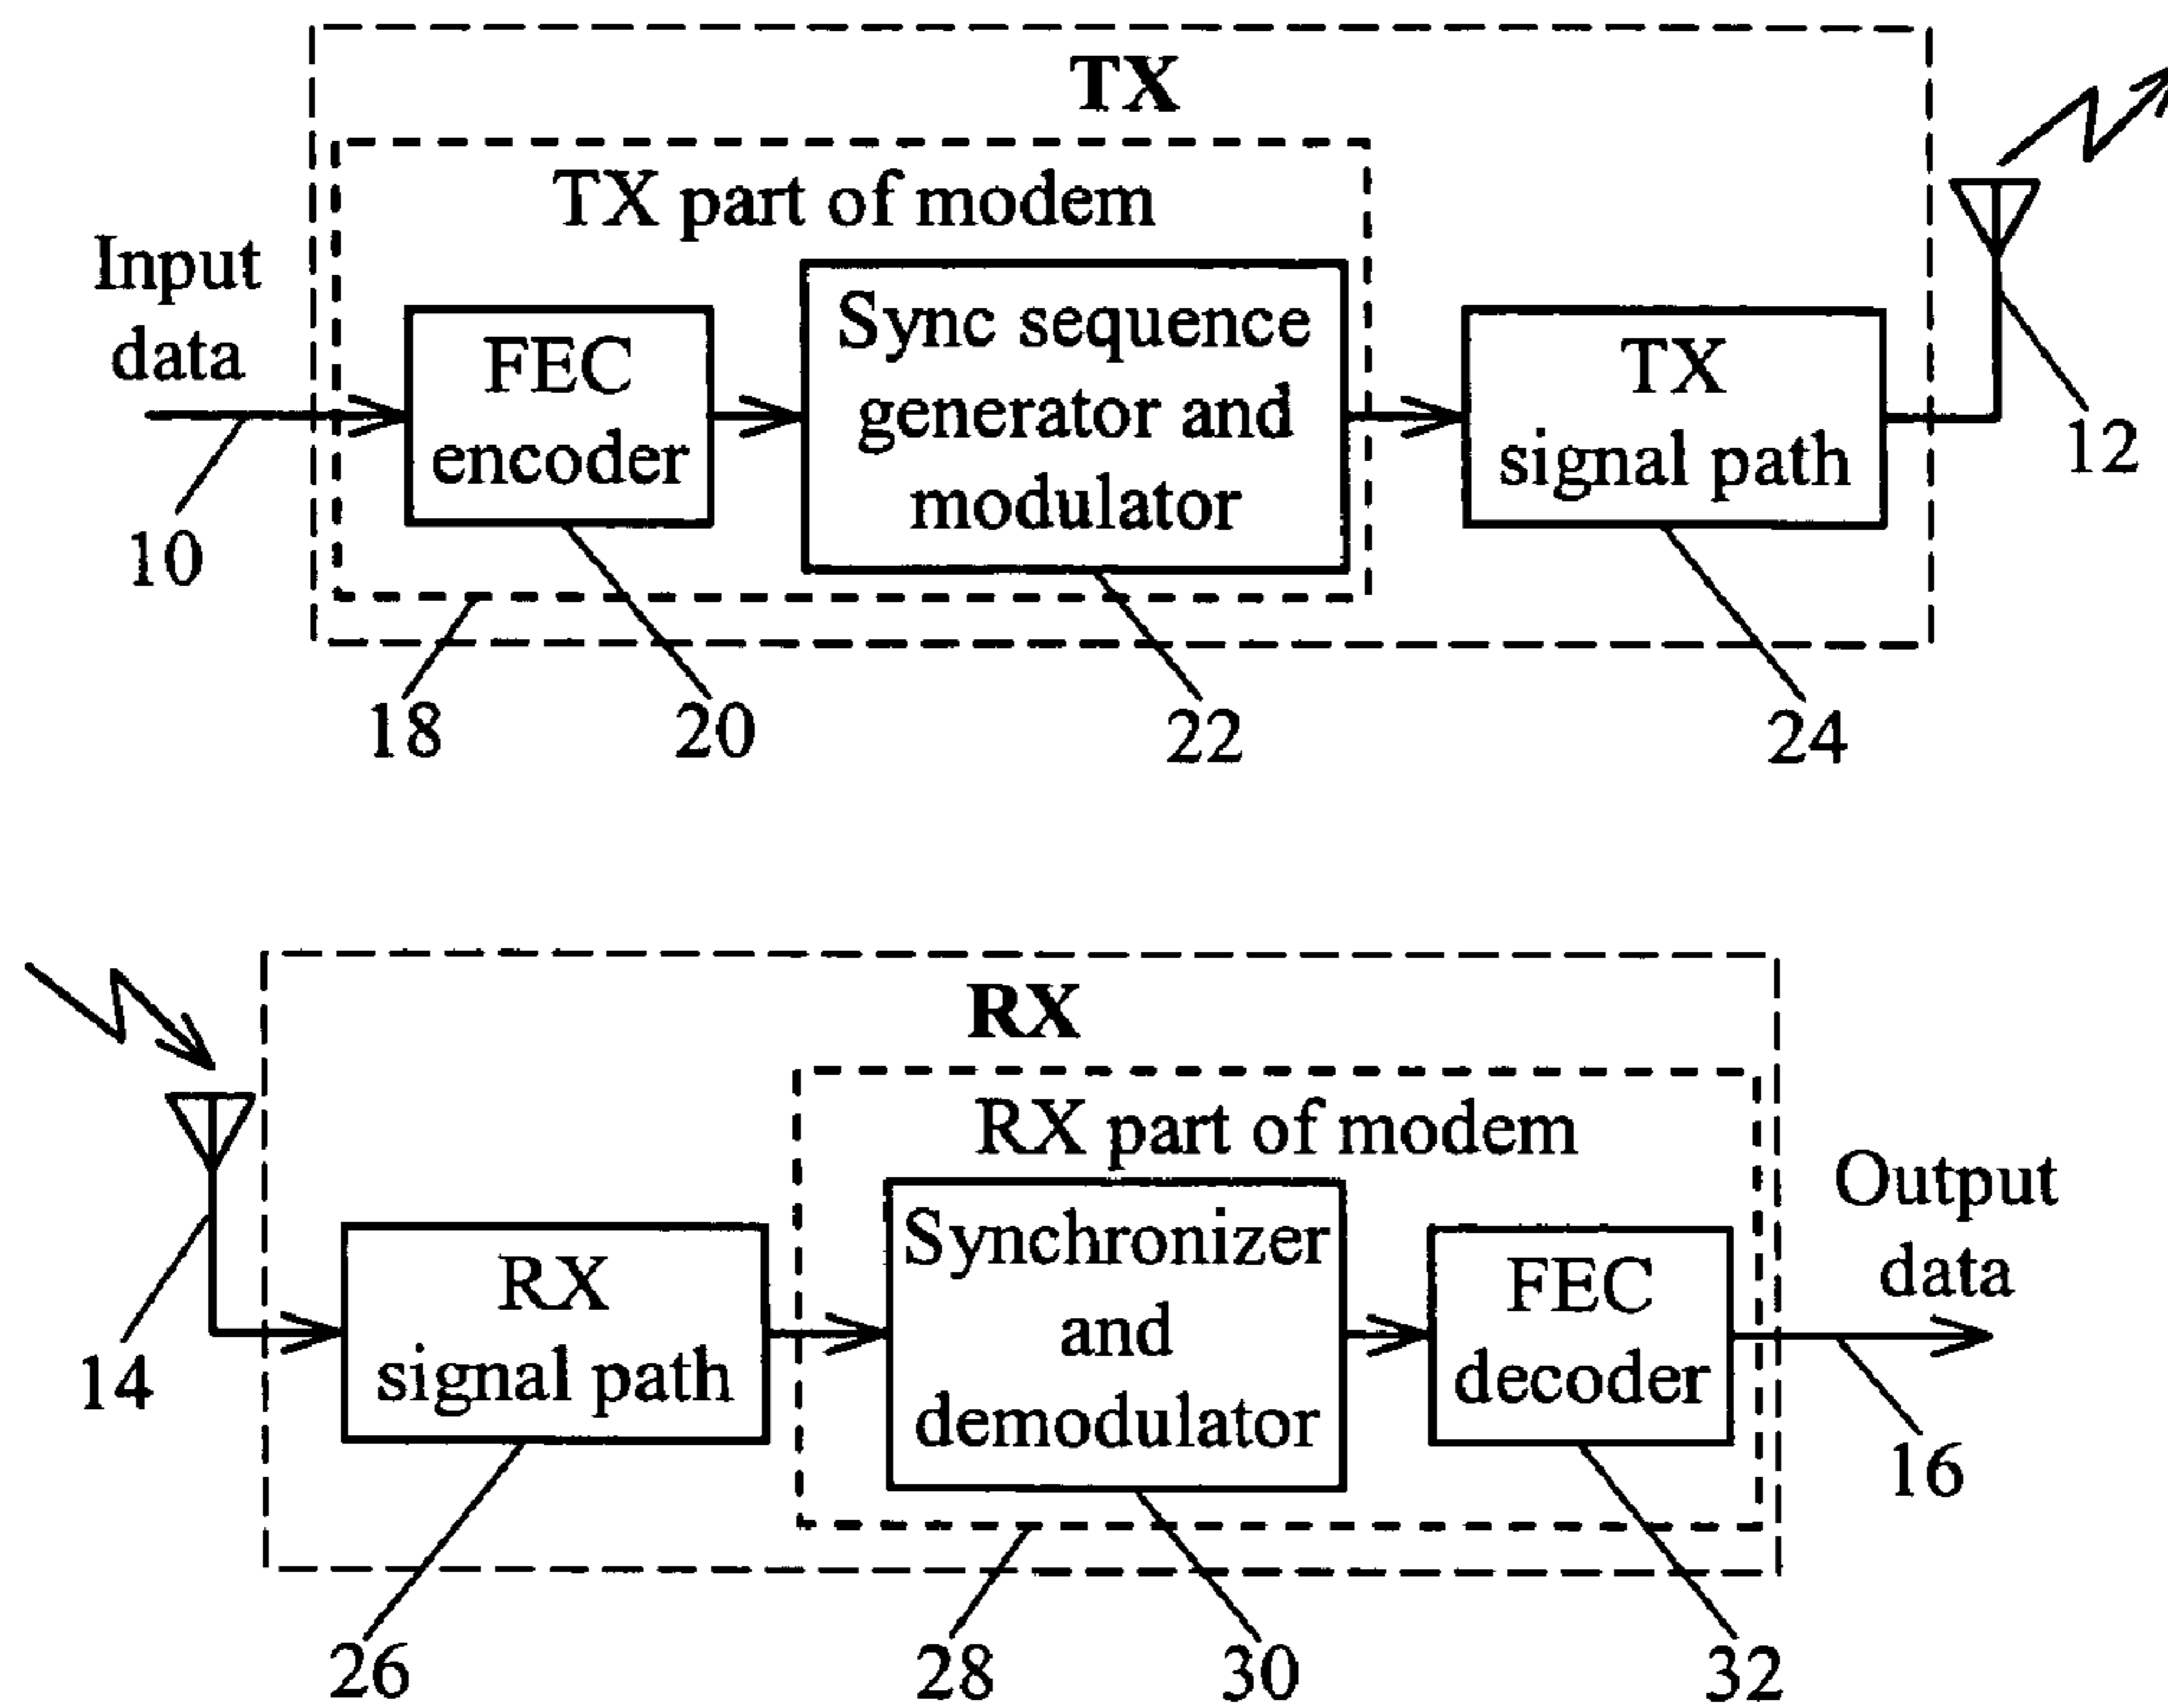 TX
TX part of modem
Input
data
FEC
encoder
Sync sequence
generator and
modulator
TX
signal path
10
12
18
20
22
24
RX
RX part of modem
RX
signal path
Synchronizer
and
demodulator
FEC
decoder
Output
data
14
16
26
28
30
32